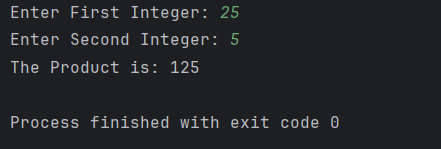 Enter First Integer: 25
Enter Second Integer: 5
The Product is: 125
Process finished with exit code 0